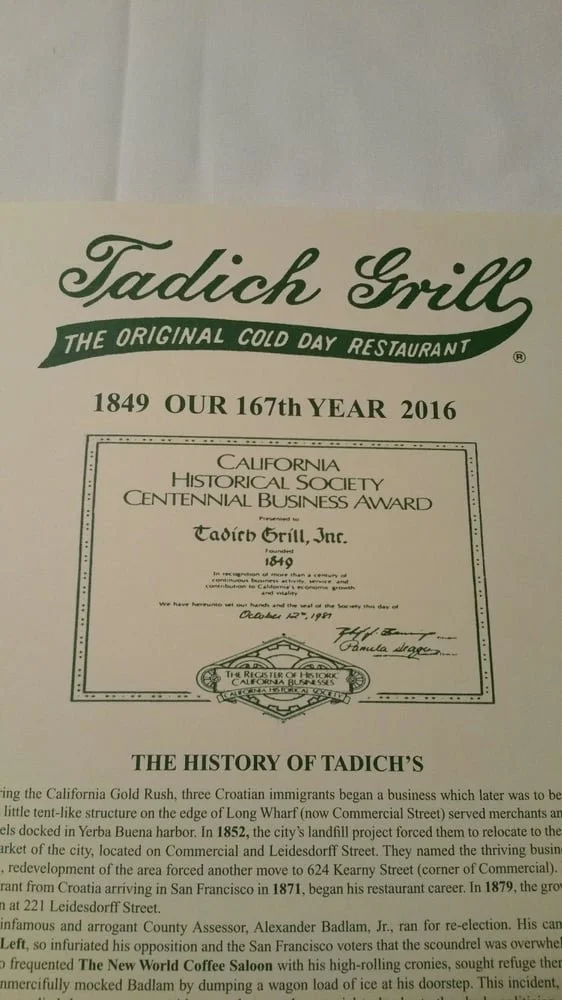 Tadich Grill
THE ORIGINAL COLD DAY RESTAURANT ®
1849 OUR 167th YEAR 2016
CALIFORNIA
HISTORICAL SOCIETY
CENTENNIAL BUSINESS AWARD
Presented to
Tadich Grill, Inc.
Founded
1849
In recognition of more than a century of
continuous business activity, service and
contribution to California's economic growth
and vitality
We have hereunto set our hands and the seal of the Society this day of
October 12th, 1981
Pamela
THE REGISTER OF HISTORIC
CALIFORNIA BUSINESSES
CALIFORNIA HISTORICAL SOCIETY
THE HISTORY OF TADICH'S
ring the California Gold Rush, three Croatian immigrants began a business which later was to be
little tent-like structure on the edge of Long Wharf (now Commercial Street) served merchants an
els docked in Yerba Buena harbor. In 1852, the city's landfill project forced them to relocate to the
arket of the city, located on Commercial and Leidesdorff Street. They named the thriving busin
, redevelopment of the area forced another move to 624 Kearny Street (corner of Commercial).
rant from Croatia arriving in San Francisco in 1871, began his restaurant career. In 1879, the gro
n at 221 Leidesdorff Street.
infamous and arrogant County Assessor, Alexander Badlam, Jr., ran for re-election. His can
Left, so infuriated his opposition and the San Francisco voters that the scoundrel was overwhel
o frequented The New World Coffee Saloon with his high-rolling cronies, sought refuge ther
nmercifully mocked Badlam by dumping a wagon load of ice at his doorstep. This incident,